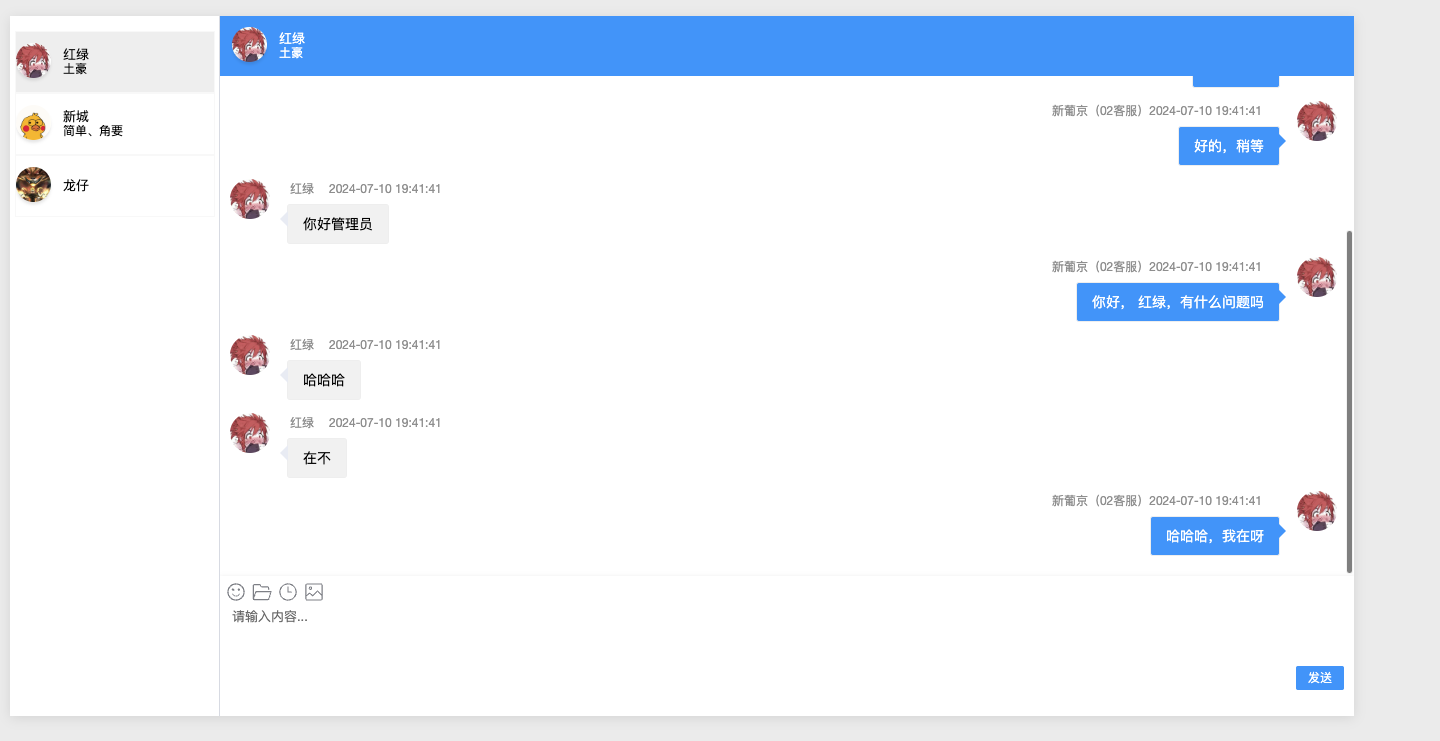 红绿
土豪
新城
简单、角要
龙仔
红绿
土豪
新葡京（02客服）2024-07-10 19:41:41
好的，稍等
红绿 2024-07-10 19:41:41
你好管理员
新葡京（02客服）2024-07-10 19:41:41
你好， 红绿，有什么问题吗
红绿 2024-07-10 19:41:41
哈哈哈
红绿 2024-07-10 19:41:41
在不
新葡京（02客服）2024-07-10 19:41:41
哈哈哈，我在呀
请输入内容...
发送